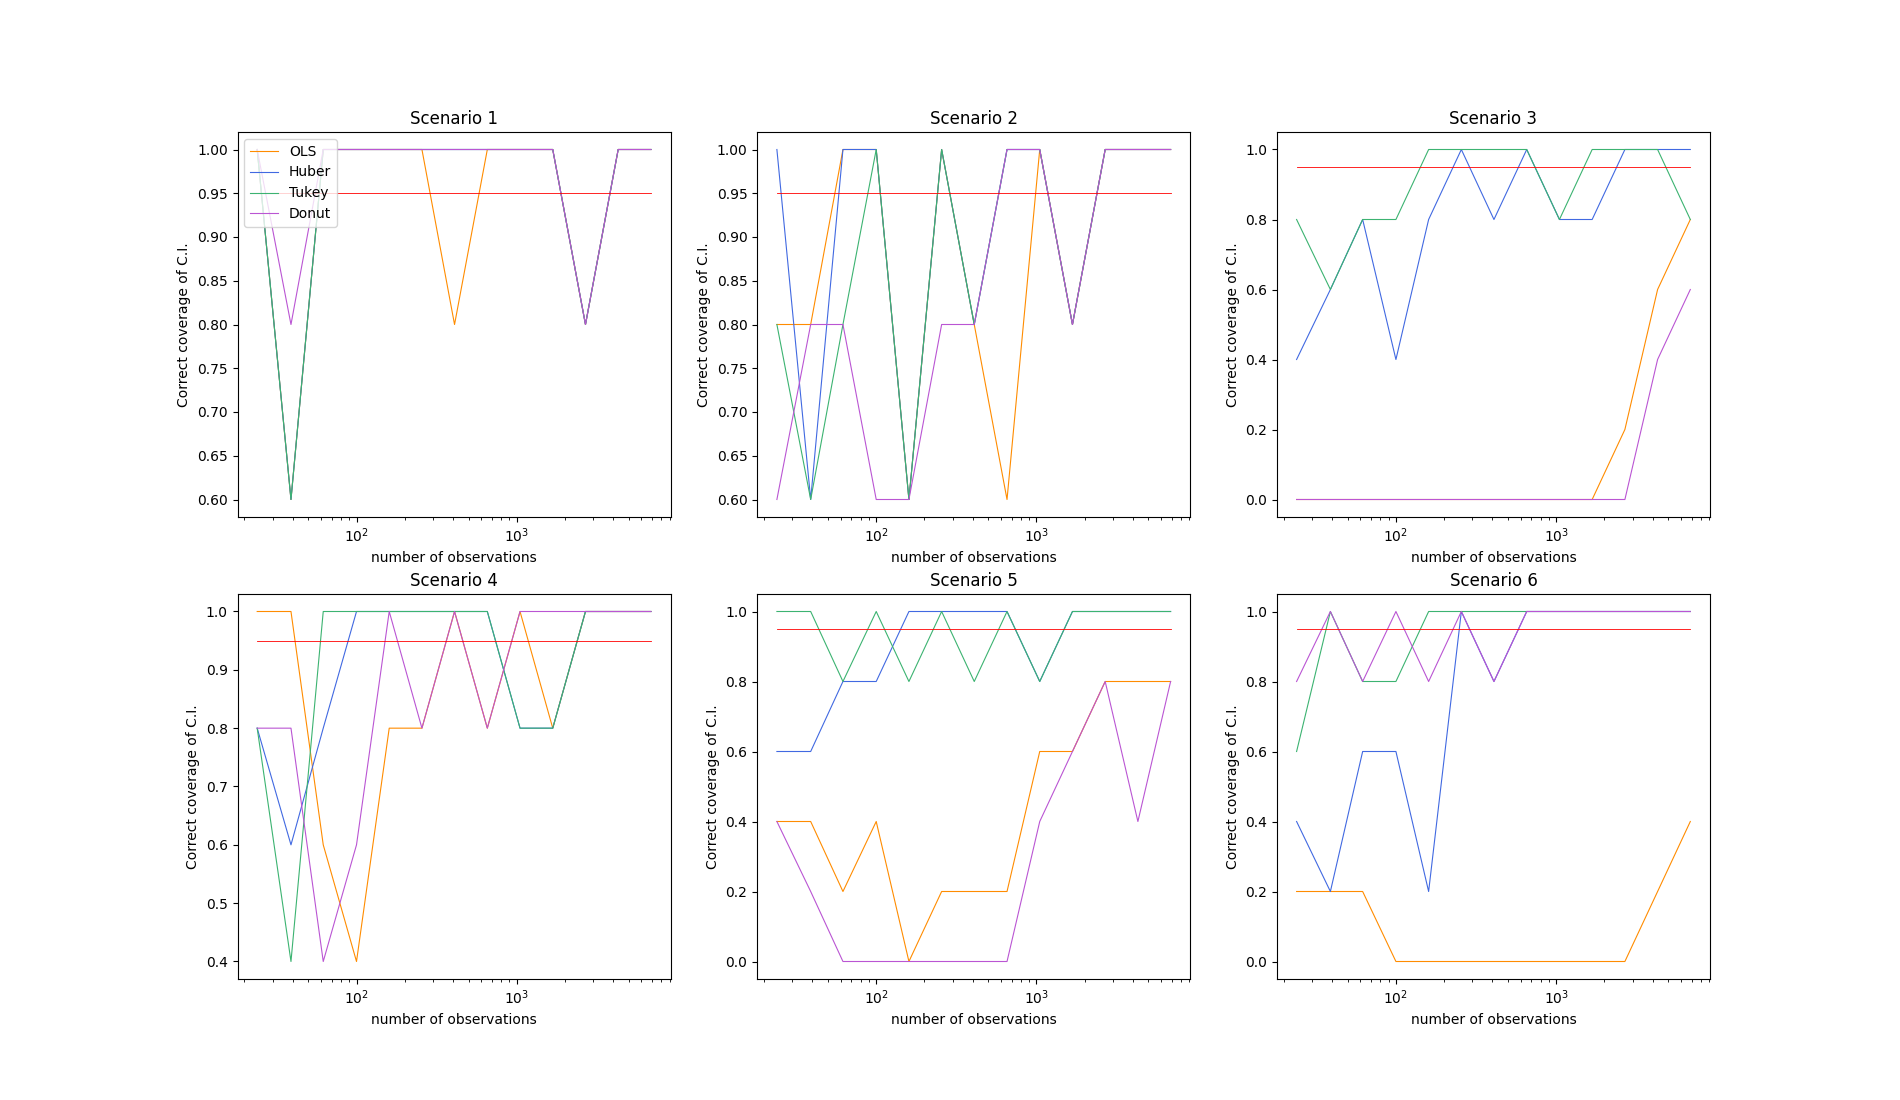 Scenario 1
1.00
0.95
0.90
0.85
0.80
0.75
0.70
0.65
0.60
Correct coverage of C.I.
OLS
Huber
Tukey
Donut
10²
10³
number of observations
Scenario 2
1.00
0.95
0.90
0.85
0.80
0.75
0.70
0.65
0.60
Correct coverage of C.I.
10²
10³
number of observations
Scenario 3
1.0
0.8
0.6
0.4
0.2
0.0
Correct coverage of C.I.
10²
10³
number of observations
Scenario 4
1.0
0.9
0.8
0.7
0.6
0.5
0.4
Correct coverage of C.I.
10²
10³
number of observations
Scenario 5
1.0
0.8
0.6
0.4
0.2
0.0
Correct coverage of C.I.
10²
10³
number of observations
Scenario 6
1.0
0.8
0.6
0.4
0.2
0.0
Correct coverage of C.I.
10²
10³
number of observations